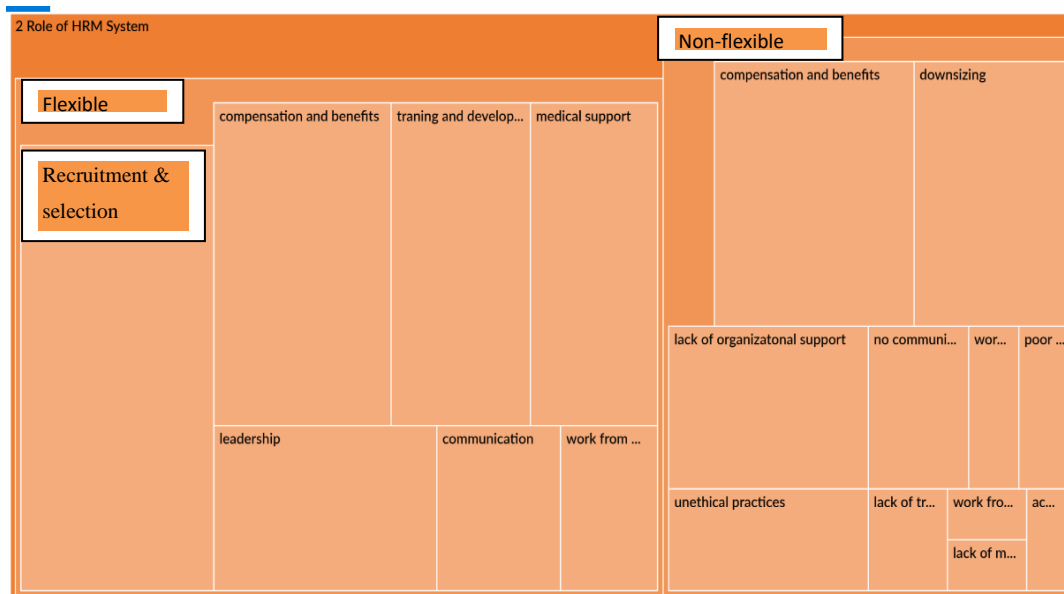 2 Role of HRM System
Non-flexible
compensation and benefits
downsizing
Flexible
compensation and benefits
traning and develop...
medical support
Recruitment &
selection
lack of organizatonal support
no communi...
wor...
poor ...
leadership
communication
work from ...
unethical practices
lack of tr...
work fro...
ac...
lack of m...